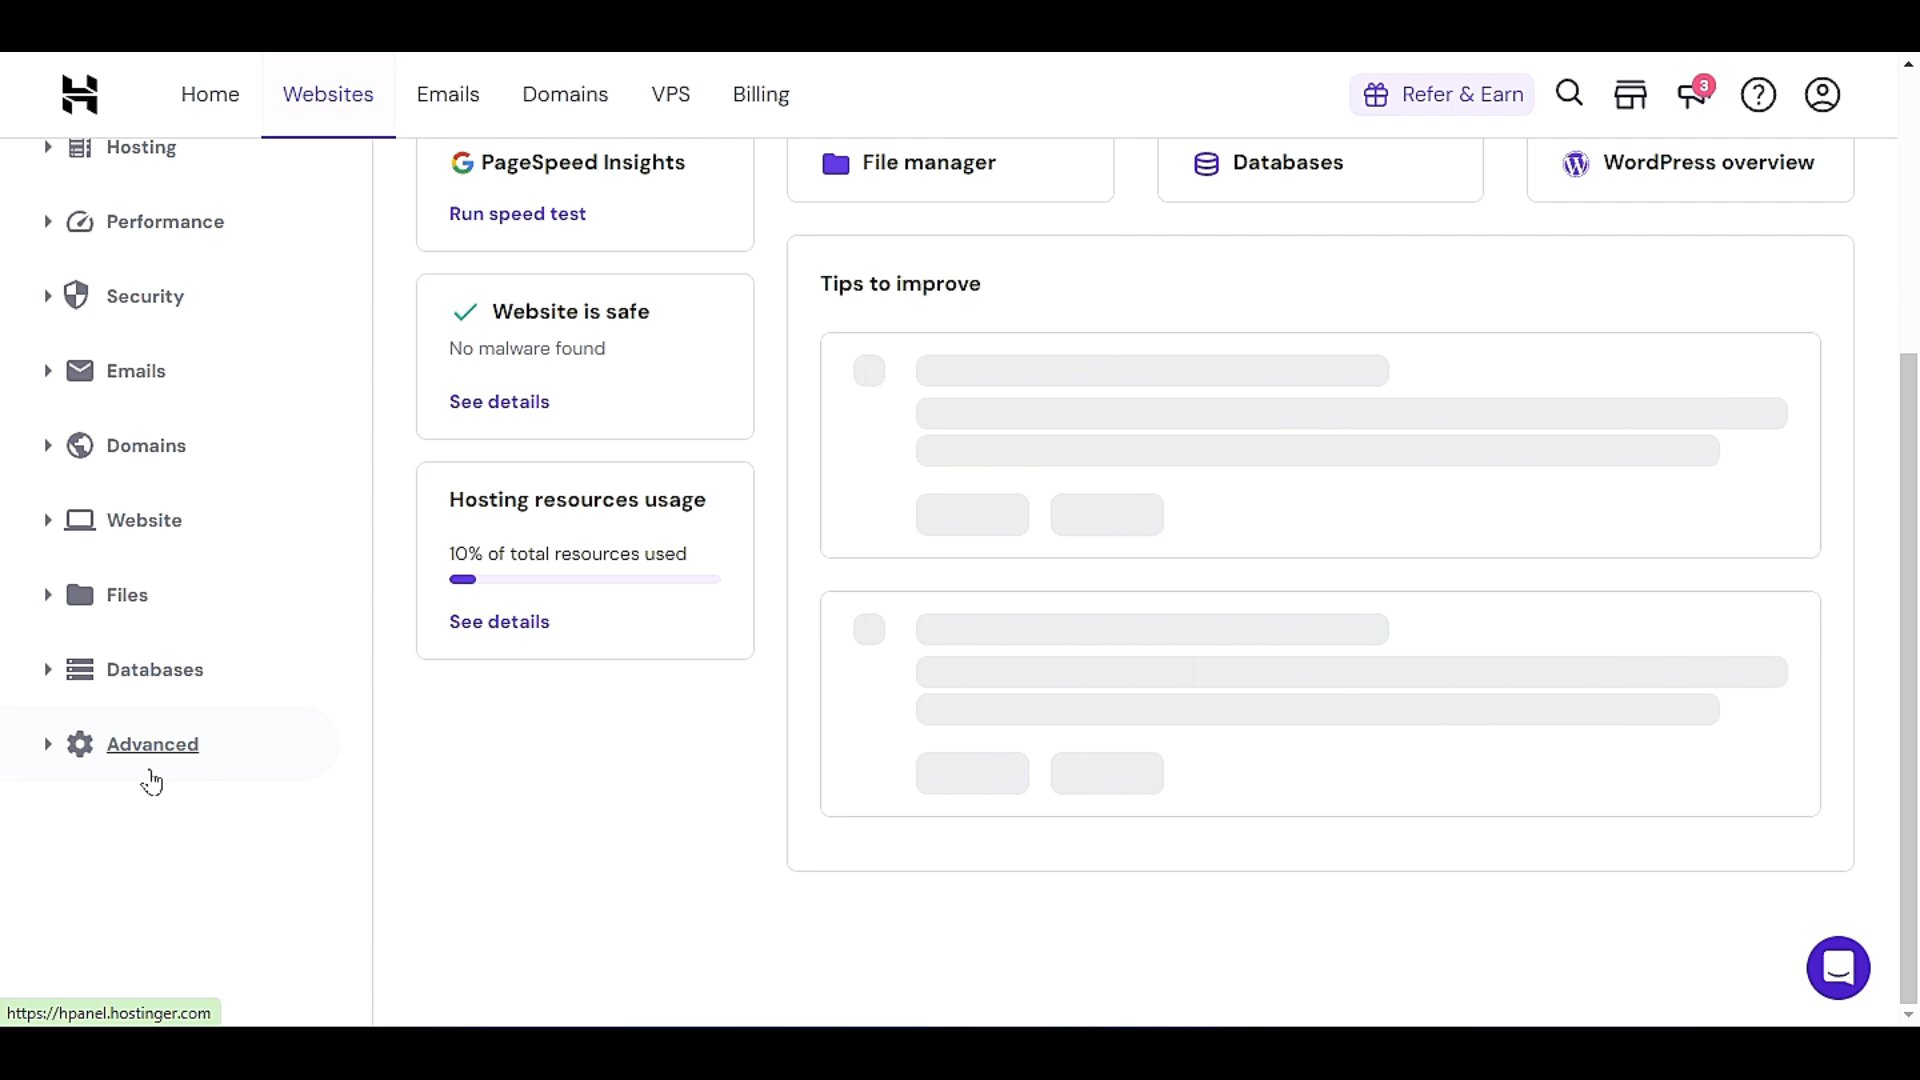 Home
Websites
Emails
Domains
VPS
Billing
Refer & Earn
3
Hosting
Performance
Security
Emails
Domains
Website
Files
Databases
Advanced
PageSpeed Insights
Run speed test
Website is safe
No malware found
See details
Hosting resources usage
10% of total resources used
See details
File manager
Databases
WordPress overview
Tips to improve
https://hpanel.hostinger.com